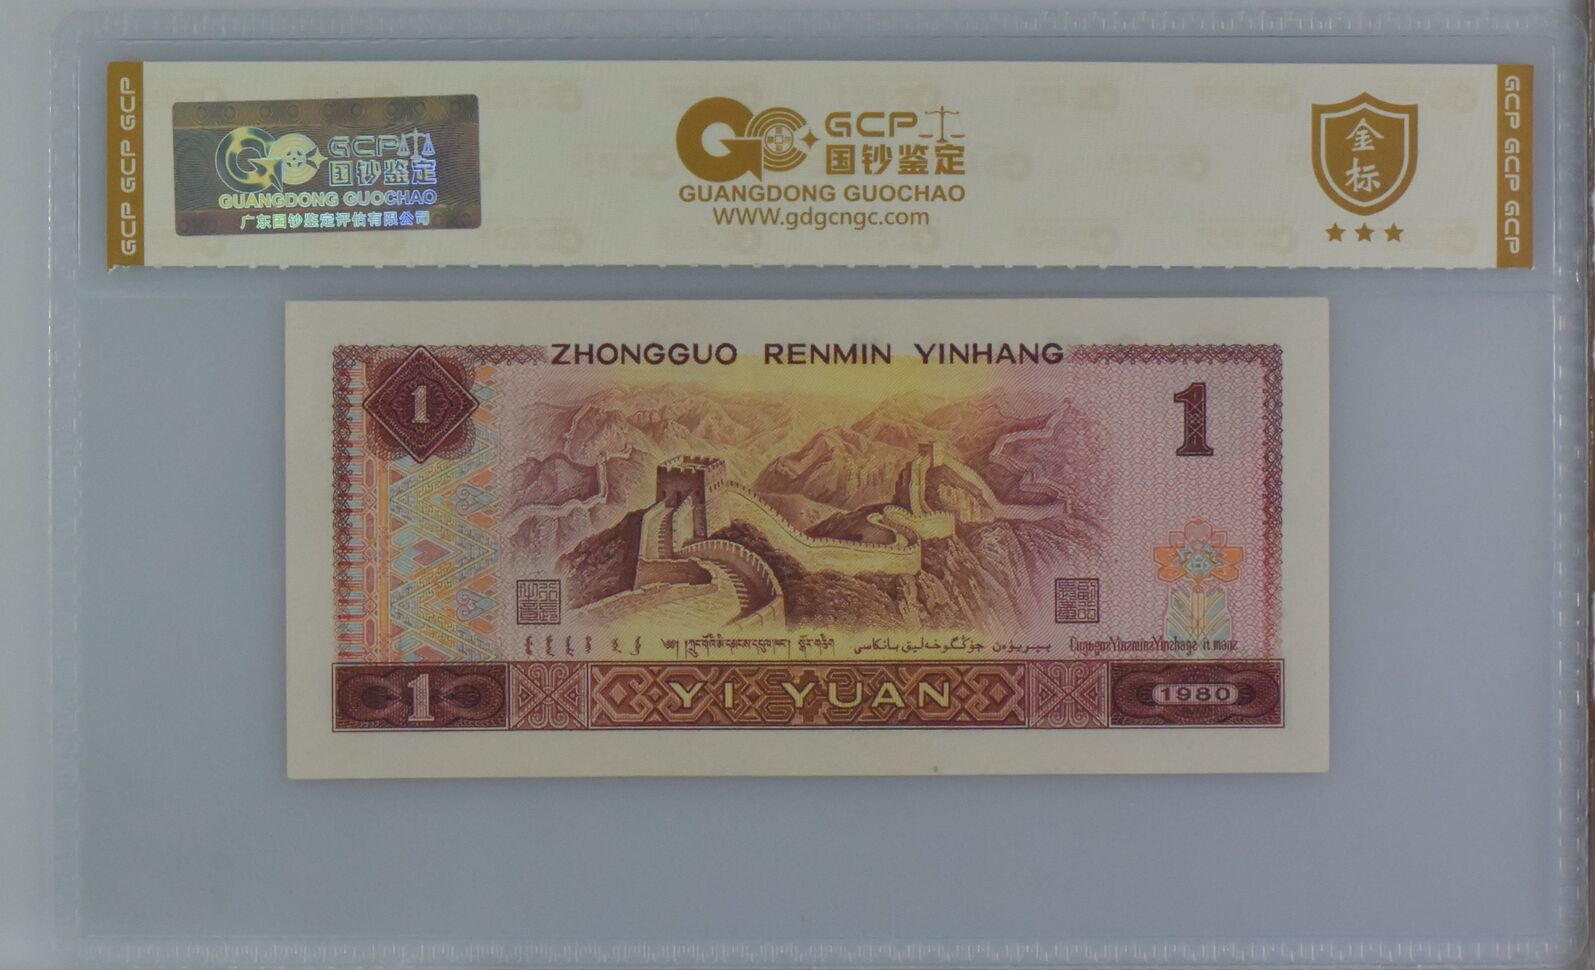 GCP GCP GCP
GCP
国钞鉴定
GUANGDONG GUOCHAO
广东国钞鉴定评估有限公司
GCP
国钞鉴定
GUANGDONG GUOCHAO
WWW.gdgcngc.com
金
标
GCP GCP GCP
ZHONGGUO RENMIN YINHANG
1
1
1
YI YUAN
1980